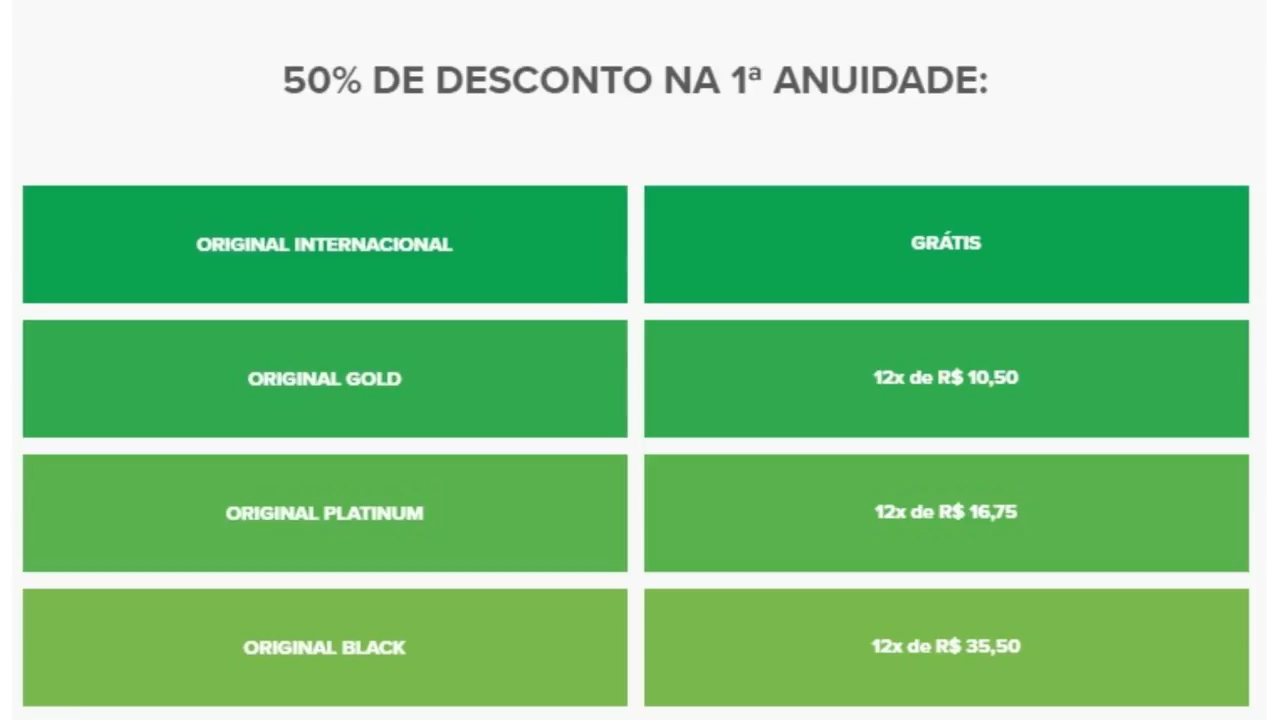 50% DE DESCONTO NA 1ª ANUIDADE:
ORIGINAL INTERNACIONAL
GRÁTIS
ORIGINAL GOLD
12x de R$ 10,50
ORIGINAL PLATINUM
12x de R$ 16,75
ORIGINAL BLACK
12x de R$ 35,50